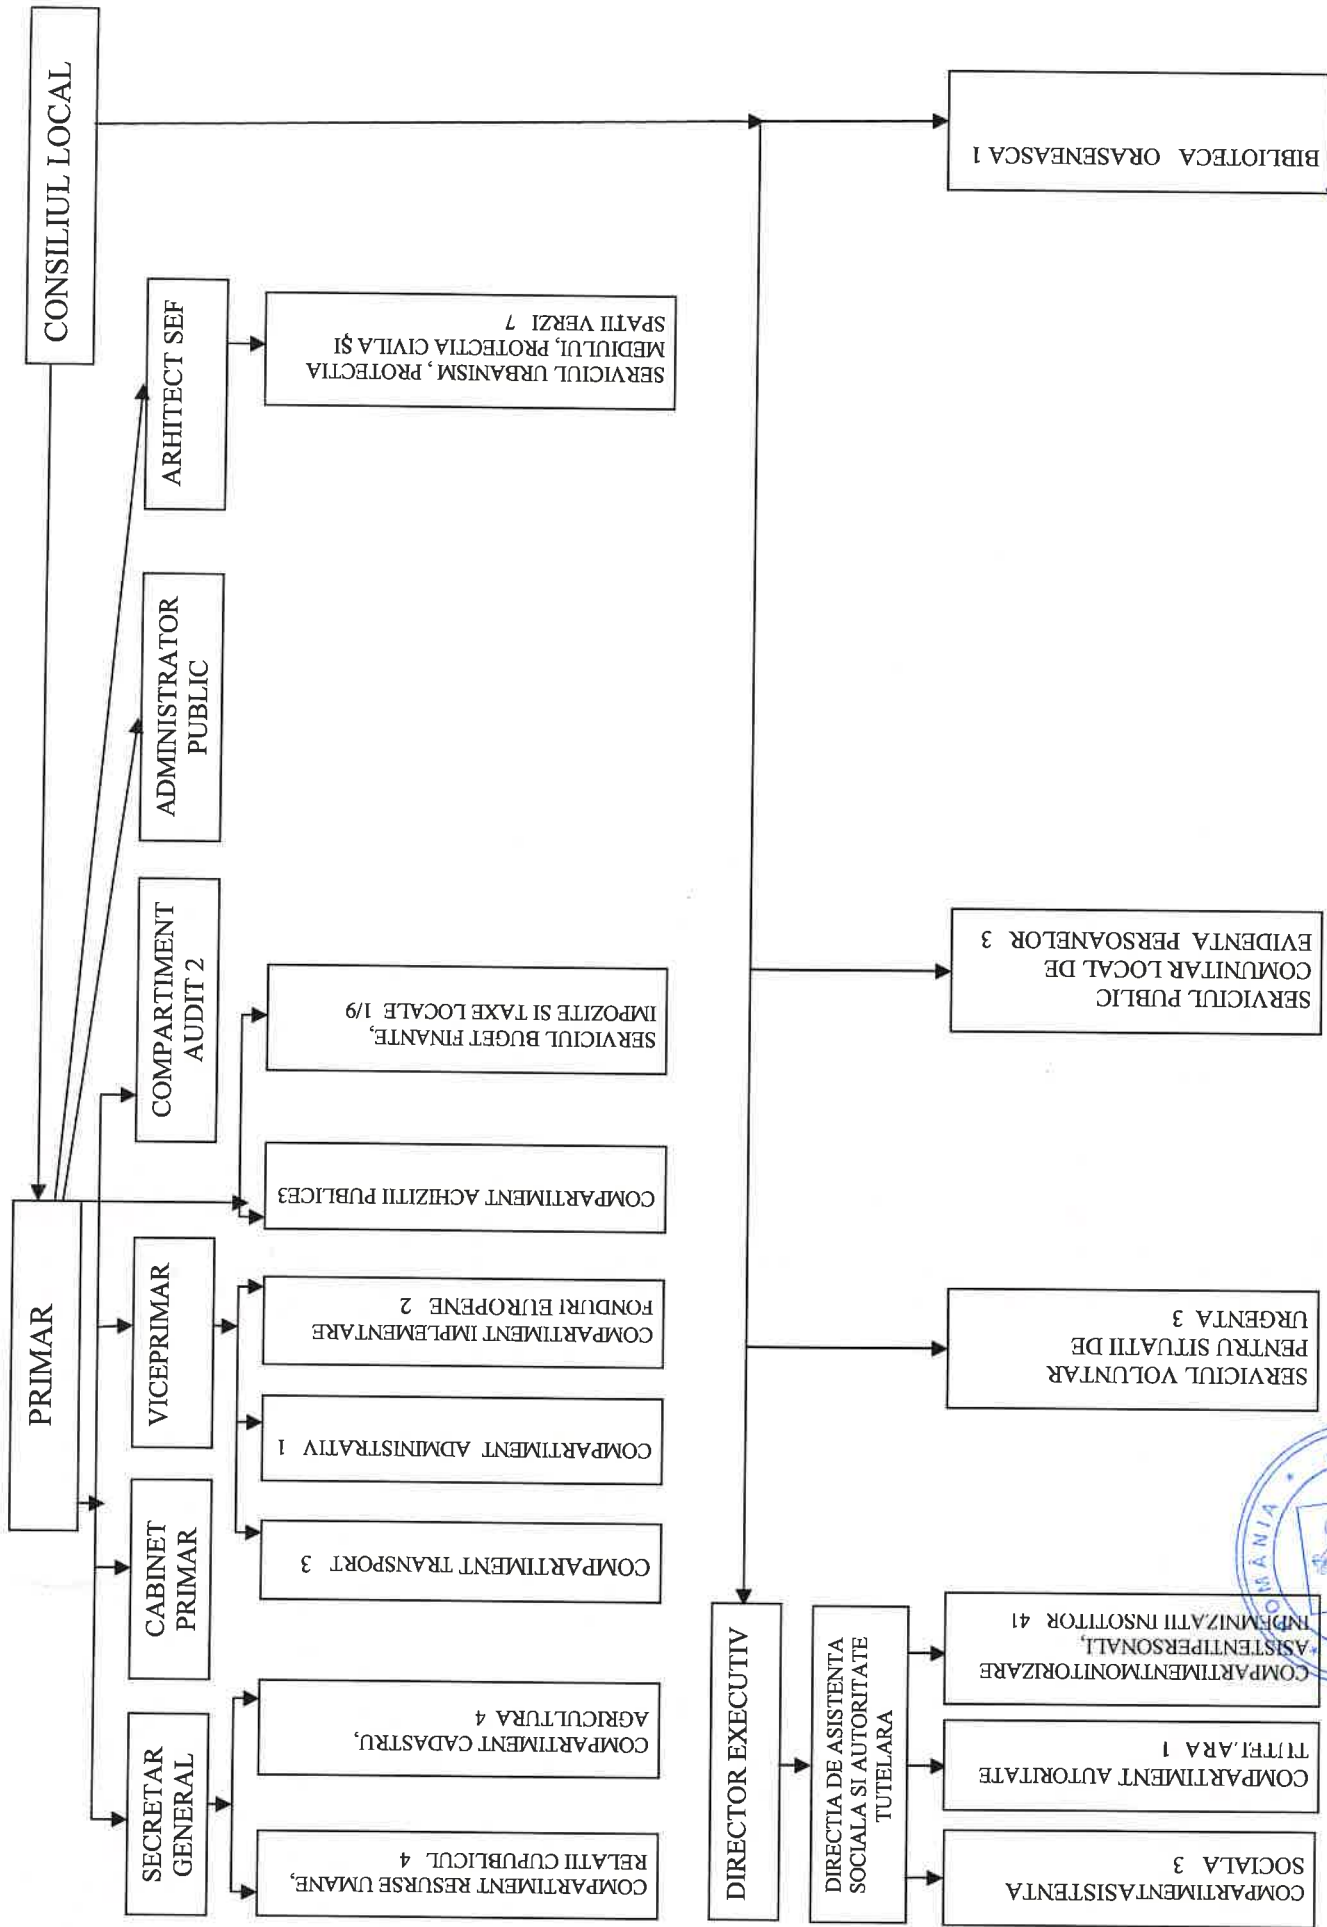 CONSILIUL LOCAL
PRIMAR
SECRETAR
GENERAL
CABINET
PRIMAR
VICEPRIMAR
COMPARTIMENT
AUDIT 2
ADMINISTRATOR
PUBLIC
ARHITECT SEF
COMPARTIMENT RESURSE UMANE,
RELATII CUPUBLICUL 4
COMPARTIMENT CADASTRU,
AGRICULTURA 4
COMPARTIMENT TRANSPORT 3
COMPARTIMENT ADMINISTRATIV 1
COMPARTIMENT IMPLEMENTARE
FONDURI EUROPENE 2
COMPARTIMENT ACHIZITII PUBLICE3
SERVICIUL BUGET FINANTE,
IMPOZITE SI TAXE LOCALE 1/9
SERVICIUL URBANISM, PROTECTIA
MEDIULUI, PROTECTIA CIVILA ȘI
SPATII VERZI 7
DIRECTOR EXECUTIV
DIRECTIA DE ASISTENTA
SOCIALA SI AUTORITATE
TUTELARA
COMPARTIMENTASISTENTA
SOCIALA 3
COMPARTIMENT AUTORITATE
TUTELARA 1
COMPARTIMENTMONITORIZARE
ASISTENTIPERSONALI,
INDEMNIZATII INSOTITOR 41
SERVICIUL VOLUNTAR
PENTRU SITUATII DE
URGENTA 3
SERVICIUL PUBLIC
COMUNITAR LOCAL DE
EVIDENTA PERSOANELOR 3
BIBLIOTECA ORASENEASCA 1
ROMÂNIA